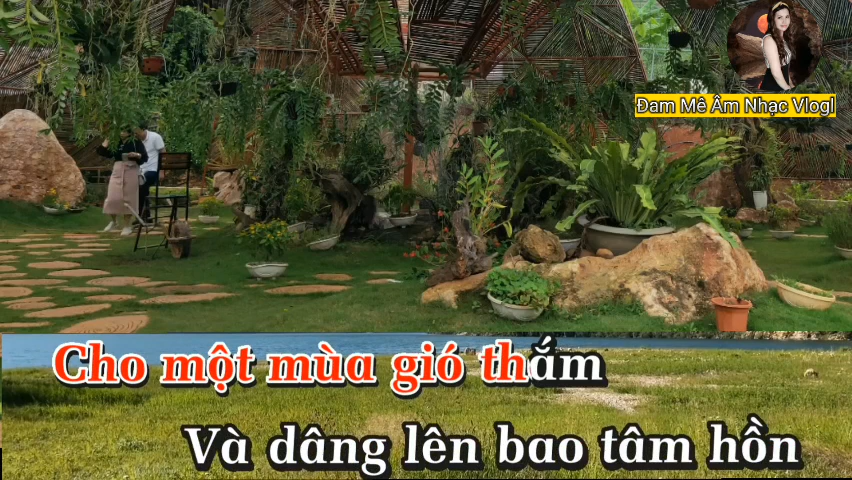 Đam Mê Âm Nhạc Vlogl
Cho một mùa gió thắm
Và dâng lên bao tâm hồn